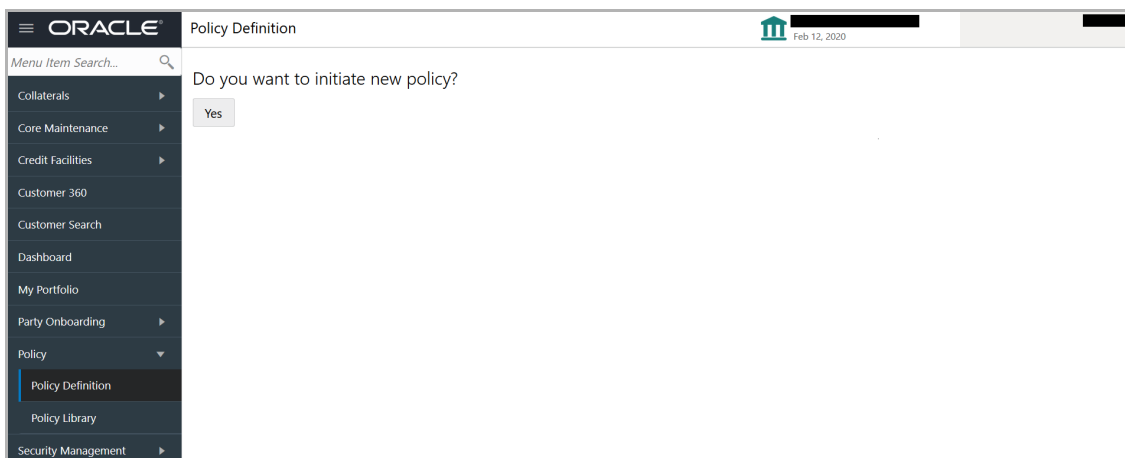 ORACLE®
Policy Definition
Feb 12, 2020
Menu Item Search...
Do you want to initiate new policy?
Yes
Collaterals
Core Maintenance
Credit Facilities
Customer 360
Customer Search
Dashboard
My Portfolio
Party Onboarding
Policy
Policy Definition
Policy Library
Security Management